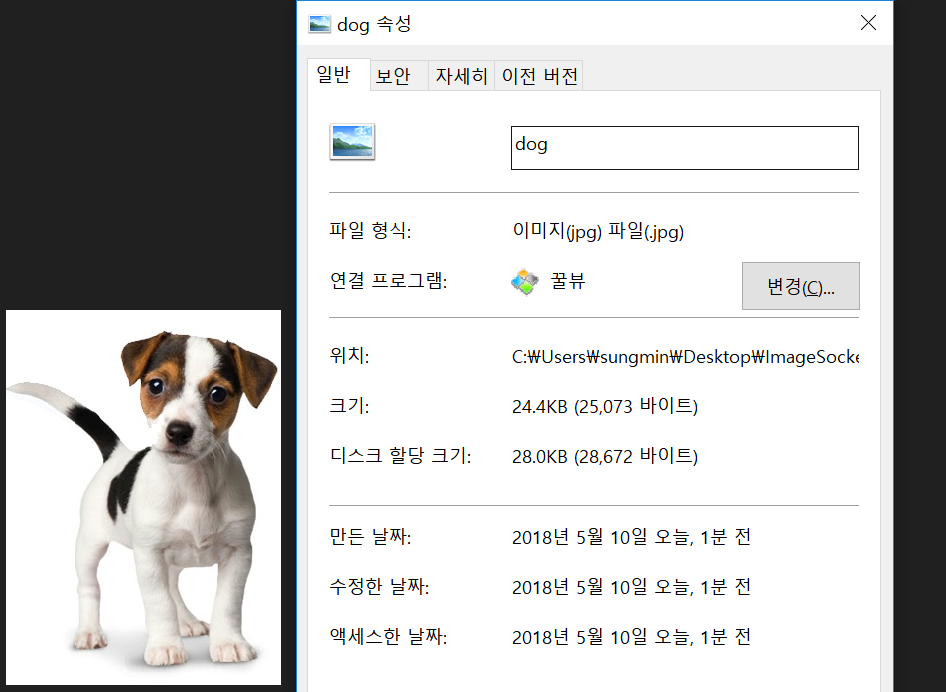 dog 속성
일반 보안 자세히 이전 버전
dog
파일 형식: 이미지(jpg) 파일(.jpg)
연결 프로그램: 꿀뷰 변경(C)...
위치: C:₩Users₩sungmin₩Desktop₩ImageSocke
크기: 24.4KB (25,073 바이트)
디스크 할당 크기: 28.0KB (28,672 바이트)
만든 날짜: 2018년 5월 10일 오늘, 1분 전
수정한 날짜: 2018년 5월 10일 오늘, 1분 전
액세스한 날짜: 2018년 5월 10일 오늘, 1분 전